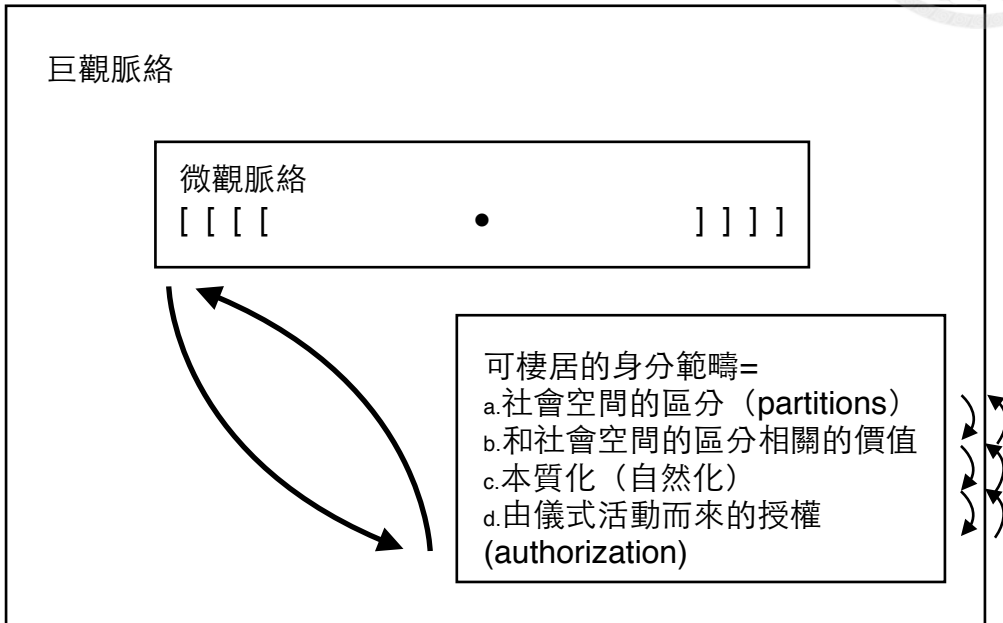 巨觀脈絡
微觀脈絡
[ [ [ [ • ] ] ] ]
可棲居的身分範疇=
a.社會空間的區分（partitions）
b.和社會空間的區分相關的價值
c.本質化（自然化）
d.由儀式活動而來的授權
(authorization)